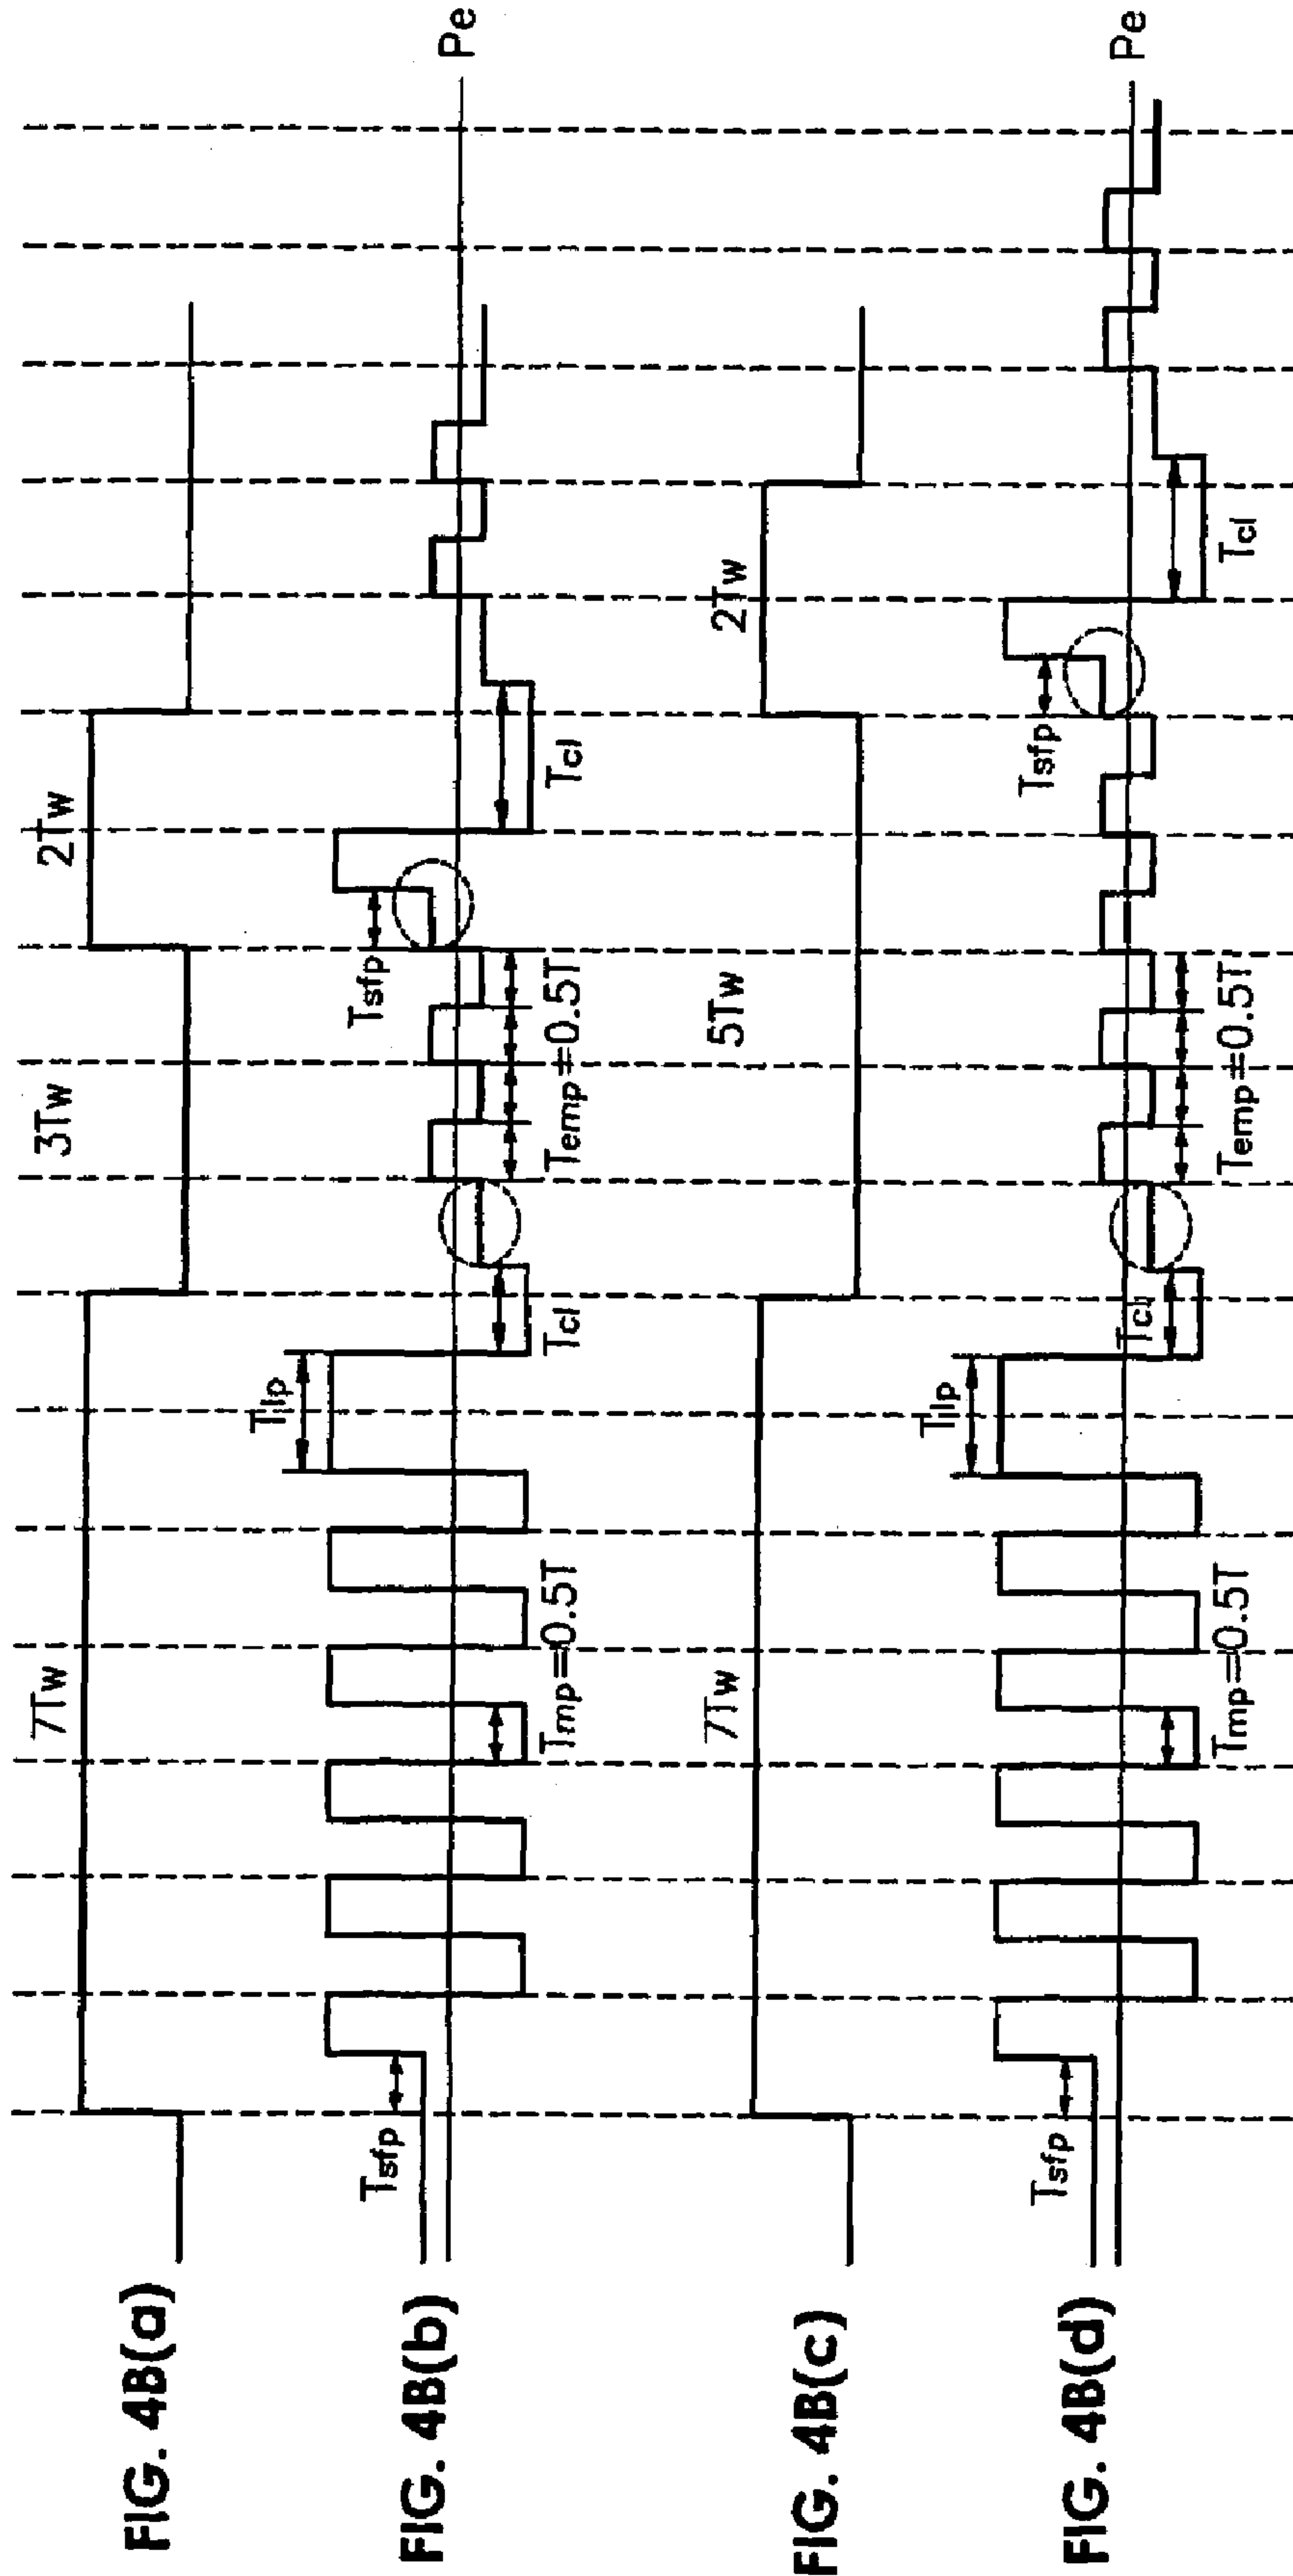 FIG. 4B(a)
7Tw
3Tw
2Tw
FIG. 4B(b)
Tsfp
Tmp=0.5T
Tlp
Tcl
Temp=0.5T
Tsfp
Tcl
Pe
FIG. 4B(c)
7Tw
5Tw
2Tw
FIG. 4B(d)
Tsfp
Tmp=0.5T
Tlp
Tcl
Temp=0.5T
Tsfp
Tcl
Pe